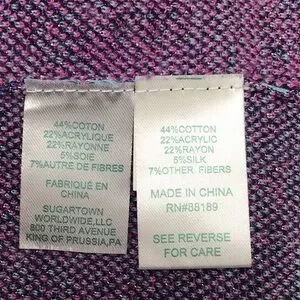 44%COTON
22%ACRYLIQUE
22%RAYONNE
5%SOIE
7%AUTRE DE FIBRES
FABRIQUÉ EN
CHINA
SUGARTOWN
WORLDWIDE,LLC
800 THIRD AVENUE
KING OF PRUSSIA,PA
44%COTTON
22%ACRYLIC
22%RAYON
5%SILK
7%OTHER FIBERS
MADE IN CHINA
RN#88189
SEE REVERSE
FOR CARE